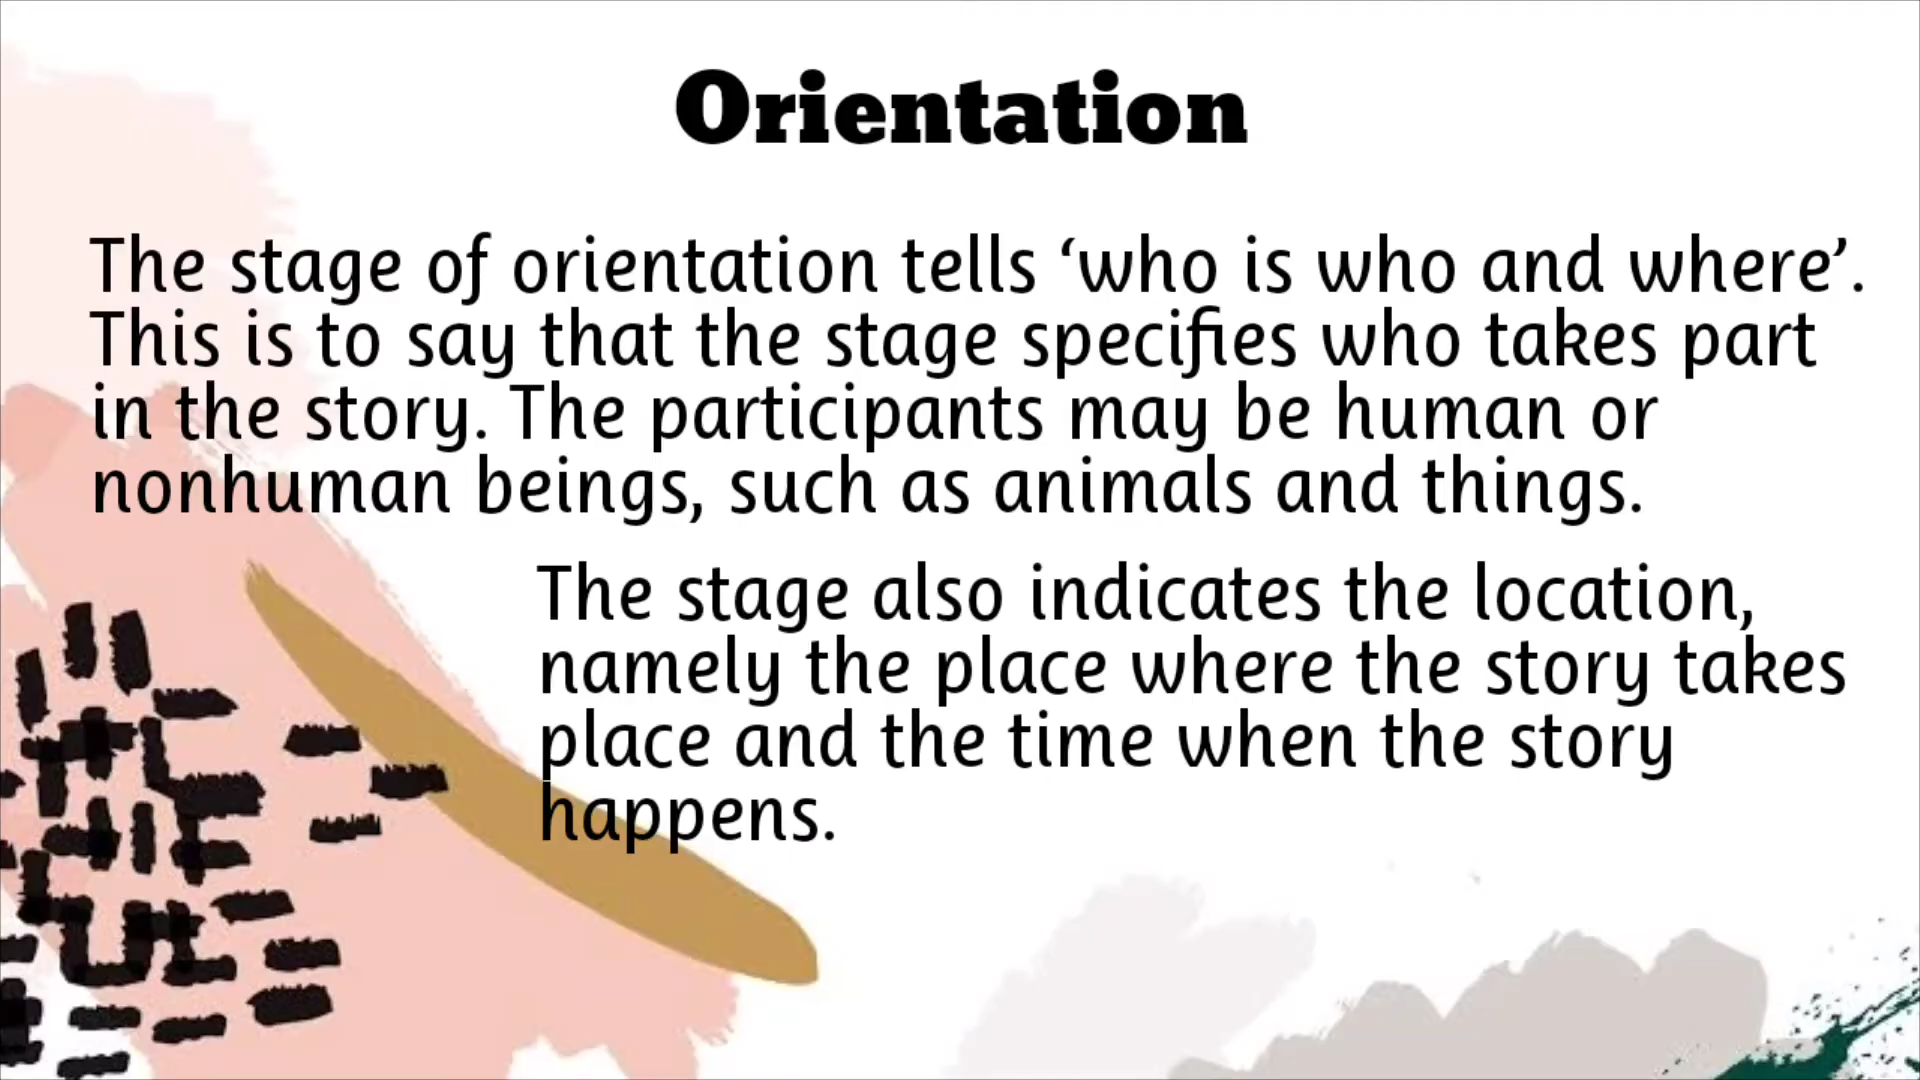 Orientation
The stage of orientation tells ‘who is who and where’.
This is to say that the stage specifies who takes part
in the story. The participants may be human or
nonhuman beings, such as animals and things.
The stage also indicates the location,
namely the place where the story takes
place and the time when the story
happens.